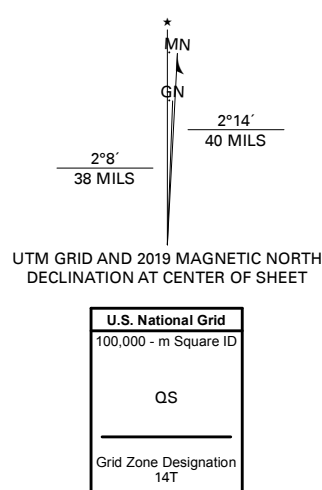 ★
MN
GN
2°14´
40 MILS
2°8´
38 MILS
UTM GRID AND 2019 MAGNETIC NORTH
DECLINATION AT CENTER OF SHEET
U.S. National Grid
100,000 - m Square ID
QS
Grid Zone Designation
14T